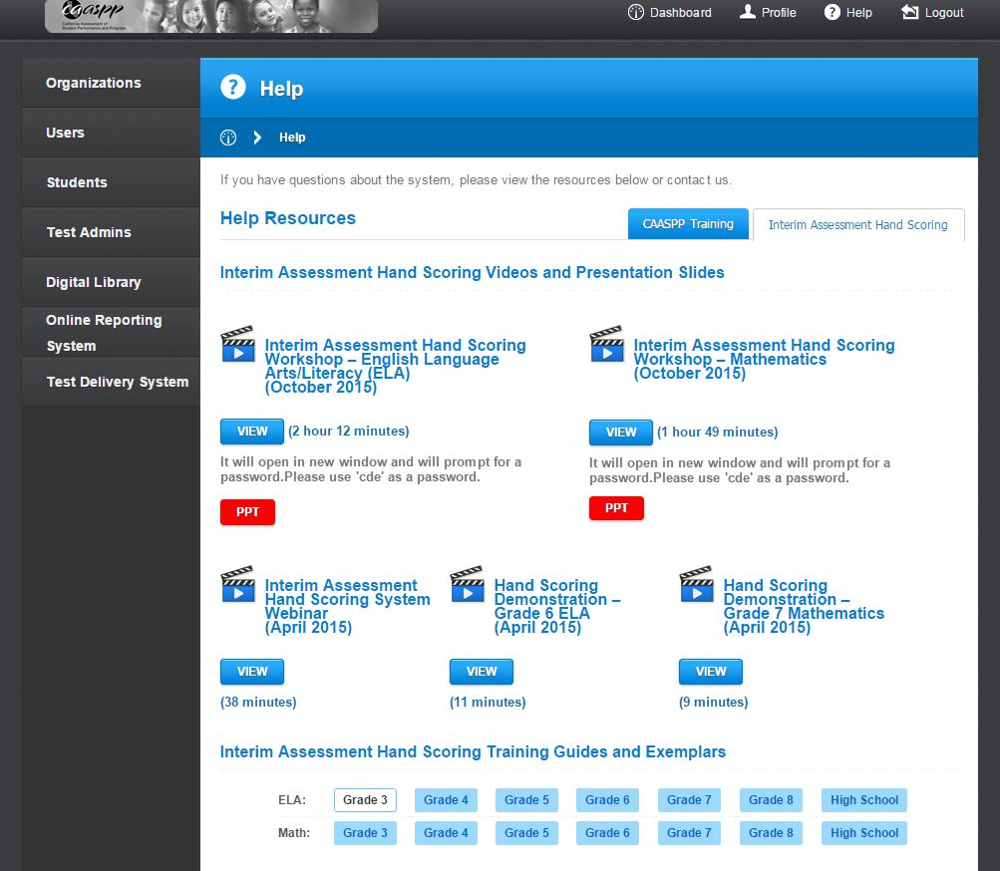 caaspp
California Assessment of
Student Performance and Progress
Dashboard
Profile
Help
Logout
Organizations
Users
Students
Test Admins
Digital Library
Online Reporting
System
Test Delivery System
? Help
Help
If you have questions about the system, please view the resources below or contact us.
Help Resources
CAASPP Training
Interim Assessment Hand Scoring
Interim Assessment Hand Scoring Videos and Presentation Slides
Interim Assessment Hand Scoring
Workshop – English Language
Arts/Literacy (ELA)
(October 2015)
VIEW (2 hour 12 minutes)
It will open in new window and will prompt for a
password.Please use 'cde' as a password.
PPT
Interim Assessment Hand Scoring
Workshop – Mathematics
(October 2015)
VIEW (1 hour 49 minutes)
It will open in new window and will prompt for a
password.Please use 'cde' as a password.
PPT
Interim Assessment
Hand Scoring System
Webinar
(April 2015)
VIEW
(38 minutes)
Hand Scoring
Demonstration –
Grade 6 ELA
(April 2015)
VIEW
(11 minutes)
Hand Scoring
Demonstration –
Grade 7 Mathematics
(April 2015)
VIEW
(9 minutes)
Interim Assessment Hand Scoring Training Guides and Exemplars
ELA: Grade 3 Grade 4 Grade 5 Grade 6 Grade 7 Grade 8 High School
Math: Grade 3 Grade 4 Grade 5 Grade 6 Grade 7 Grade 8 High School